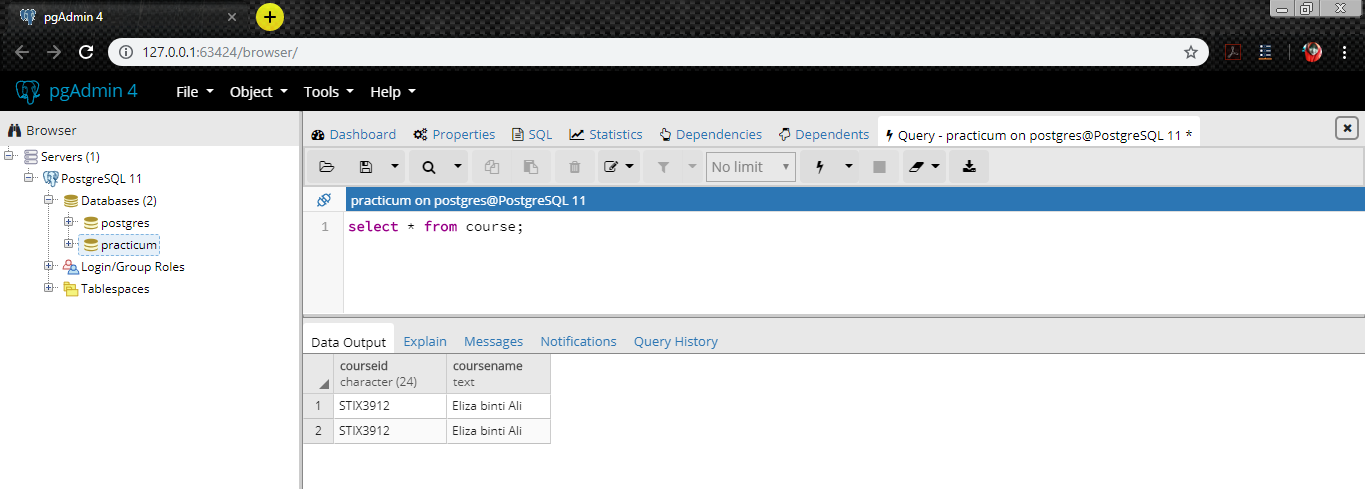 pgAdmin 4
127.0.0.1:63424/browser/
pgAdmin 4 File Object Tools Help
Browser
Servers (1)
PostgreSQL 11
Databases (2)
postgres
practicum
Login/Group Roles
Tablespaces
Dashboard Properties SQL Statistics Dependencies Dependents Query - practicum on postgres@PostgreSQL 11 *
No limit
practicum on postgres@PostgreSQL 11
1 select * from course;
Data Output Explain Messages Notifications Query History
courseid coursename
character (24) text
1 STIX3912 Eliza binti Ali
2 STIX3912 Eliza binti Ali